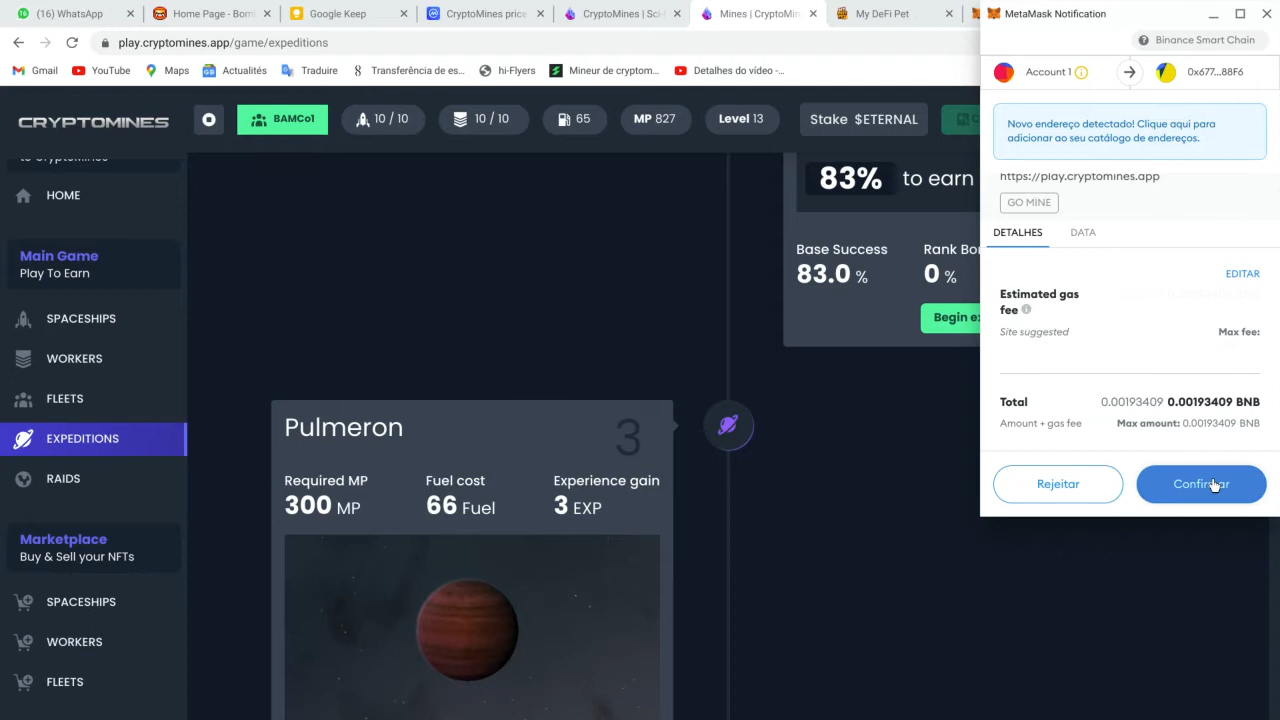 (16) WhatsApp
Home Page - Bom
Google Keep
CryptoMines price
CryptoMines | Sci-
Mines | CryptoMin
My DeFi Pet
MetaMask Notification
play.cryptomines.app/game/expeditions
Binance Smart Chain
Gmail
YouTube
Maps
Actualités
Traduire
Transferência de es...
hi-Flyers
Mineur de cryptom...
Detalhes do vídeo -...
Account 1
0x677...88F6
CRYPTOMINES
BAMCo1
10 / 10
10 / 10
65
MP 827
Level 13
Stake $ETERNAL
Novo endereço detectado! Clique aqui para
adicionar ao seu catálogo de endereços.
to CryptoMines
HOME
Main Game
Play To Earn
SPACESHIPS
WORKERS
FLEETS
EXPEDITIONS
RAIDS
Marketplace
Buy & Sell your NFTs
SPACESHIPS
WORKERS
FLEETS
83% to earn
Base Success
83.0 %
Rank Bo
0 %
Begin e
Pulmeron
3
Required MP
300 MP
Fuel cost
66 Fuel
Experience gain
3 EXP
https://play.cryptomines.app
GO MINE
DETALHES
DATA
EDITAR
Estimated gas
fee
Site suggested
Max fee:
Total
0.00193409 0.00193409 BNB
Amount + gas fee
Max amount: 0.00193409 BNB
Rejeitar
Confirmar